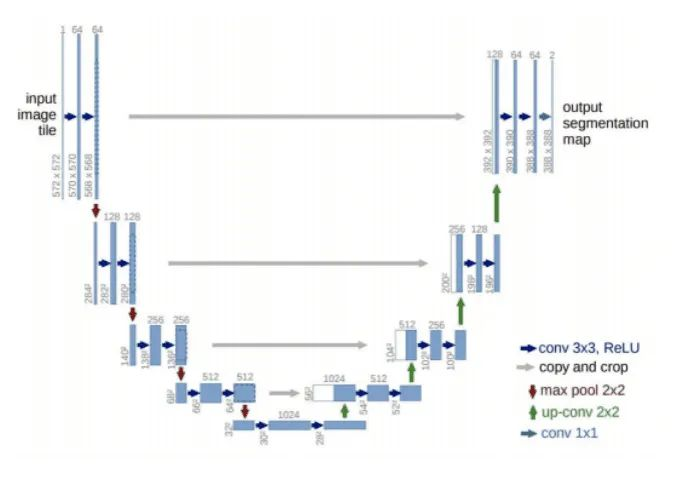 1 64 64
128 64 64 2
input
image
tile
output
segmentation
map
572 x 572
570 x 570
568 x 568
392 x 392
390 x 390
388 x 388
388 x 388
128 128
256 128
284²
282²
280²
200²
198²
196²
256 256
512 256
140²
138²
136²
104²
102²
100²
512 512
1024 512
68²
66²
64²
56²
54²
52²
1024
32²
30²
28²
conv 3x3, ReLU
copy and crop
max pool 2x2
up-conv 2x2
conv 1x1